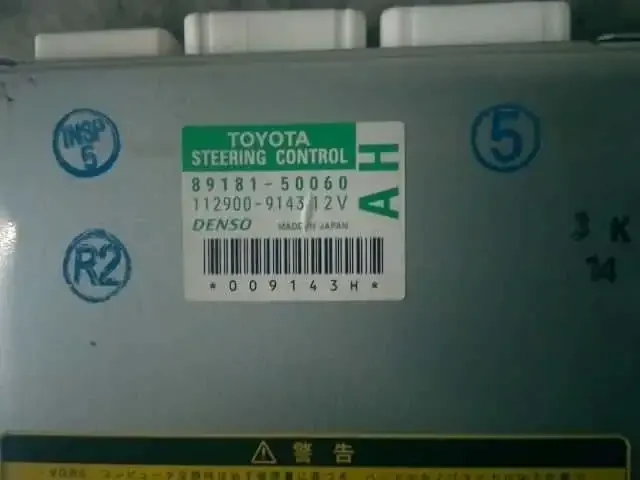 INSP
5
TOYOTA
STEERING CONTROL
89181-50060
112900-9143 12V
DENSO MADE IN JAPAN
AH
*009143H*
5
R2
3 K
14
⚠ 警告